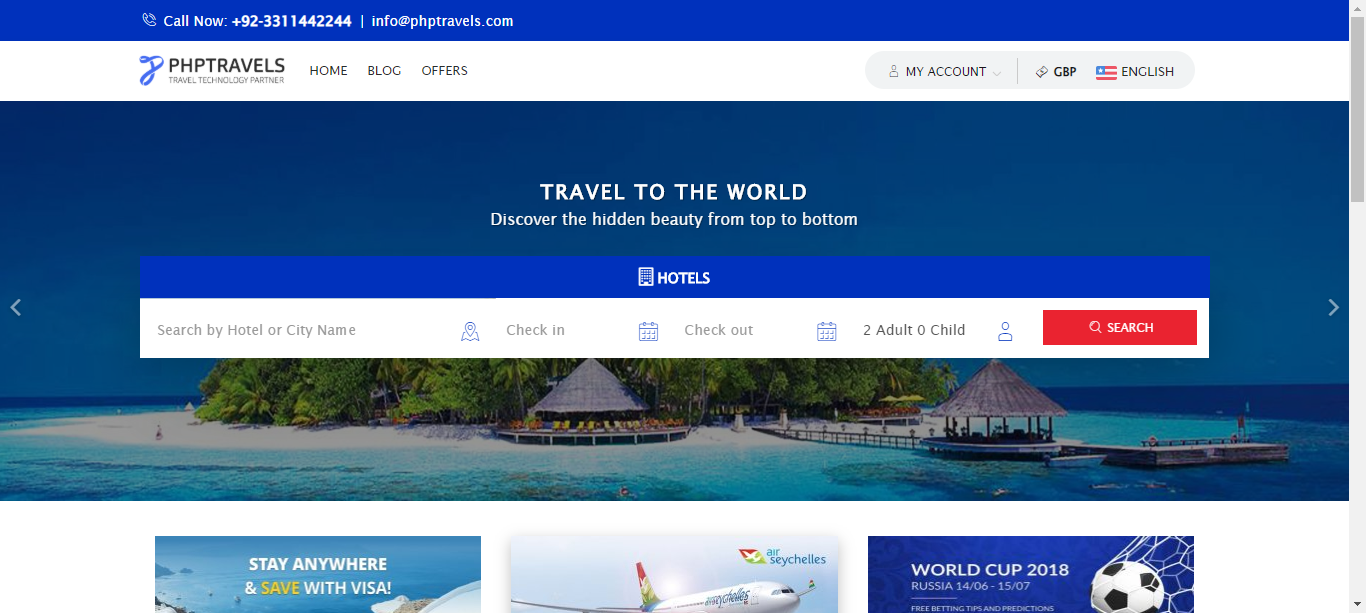 Call Now: +92-3311442244 | info@phptravels.com
PHPTRAVELS
TRAVEL TECHNOLOGY PARTNER
HOME BLOG OFFERS
MY ACCOUNT GBP ENGLISH
TRAVEL TO THE WORLD
Discover the hidden beauty from top to bottom
HOTELS
Search by Hotel or City Name Check in Check out 2 Adult 0 Child SEARCH
STAY ANYWHERE
& SAVE WITH VISA!
air
seychelles
airseychelles
WORLD CUP 2018
RUSSIA 14/06 - 15/07
FREE BETTING TIPS AND PREDICTIONS